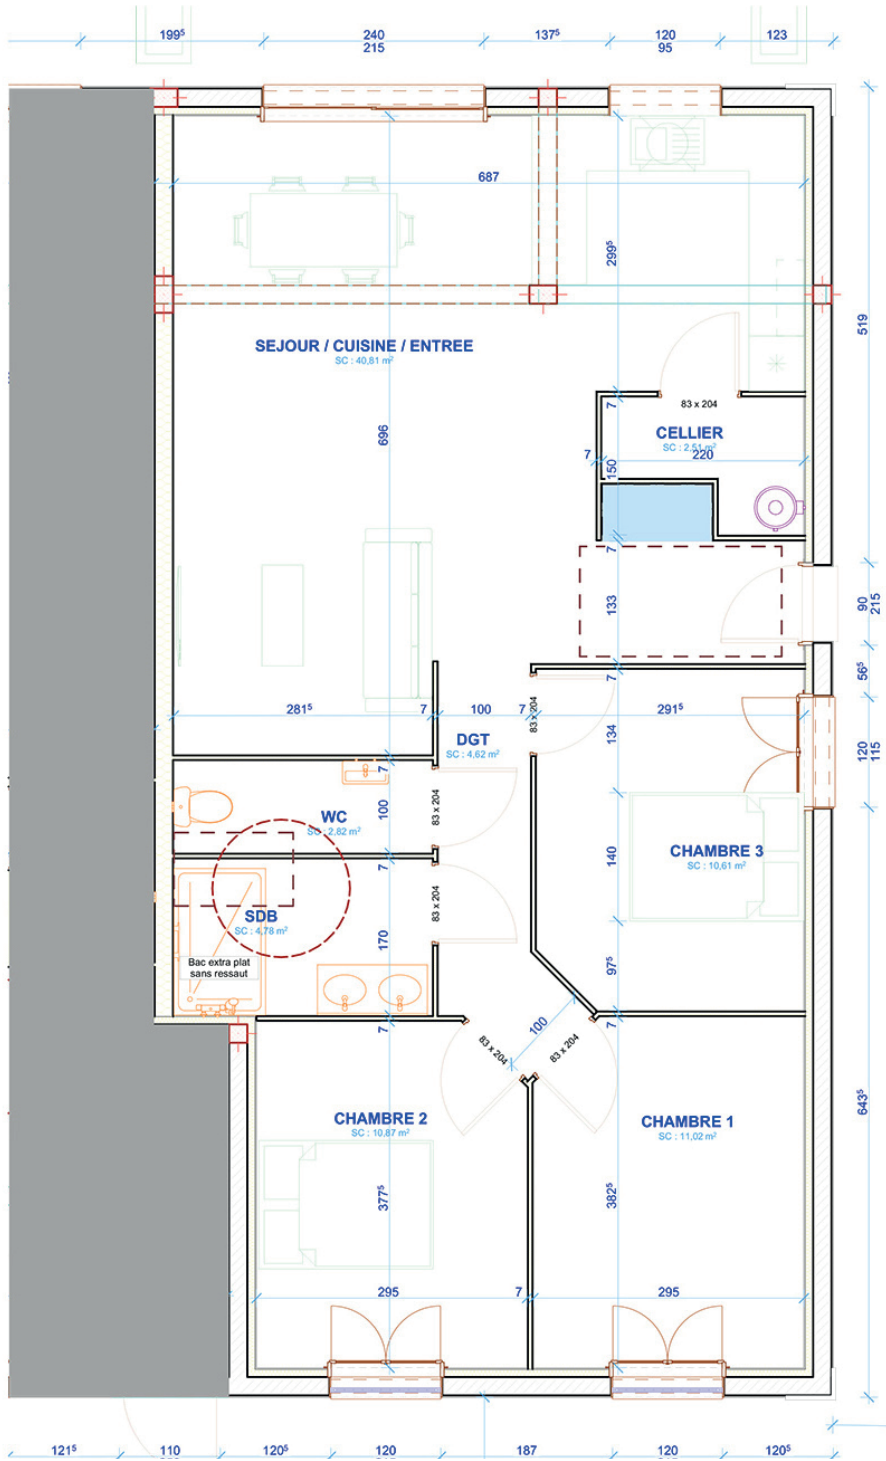 199⁵ 240 137⁵ 120 123
215 95
687
299⁵
519
SEJOUR / CUISINE / ENTREE
SC : 40,81 m²
696
83 x 204
7
CELLIER
SC : 2,51 m²
7 220
150
7
133
90
215
56⁵
7
281⁵ 7 100 7 291⁵
83 x 204
134
DGT
SC : 4,62 m²
120
115
7
WC
SC : 2,82 m²
100
83 x 204
140
CHAMBRE 3
SC : 10,61 m²
7
83 x 204
SDB
SC : 4,78 m²
170
Bac extra plat
sans ressaut
97⁵
7
100
7
83 x 204
83 x 204
CHAMBRE 2
SC : 10,87 m²
CHAMBRE 1
SC : 11,02 m²
643⁵
377⁵
382⁵
295 7 295
121⁵ 110 120⁵ 120 187 120 120⁵